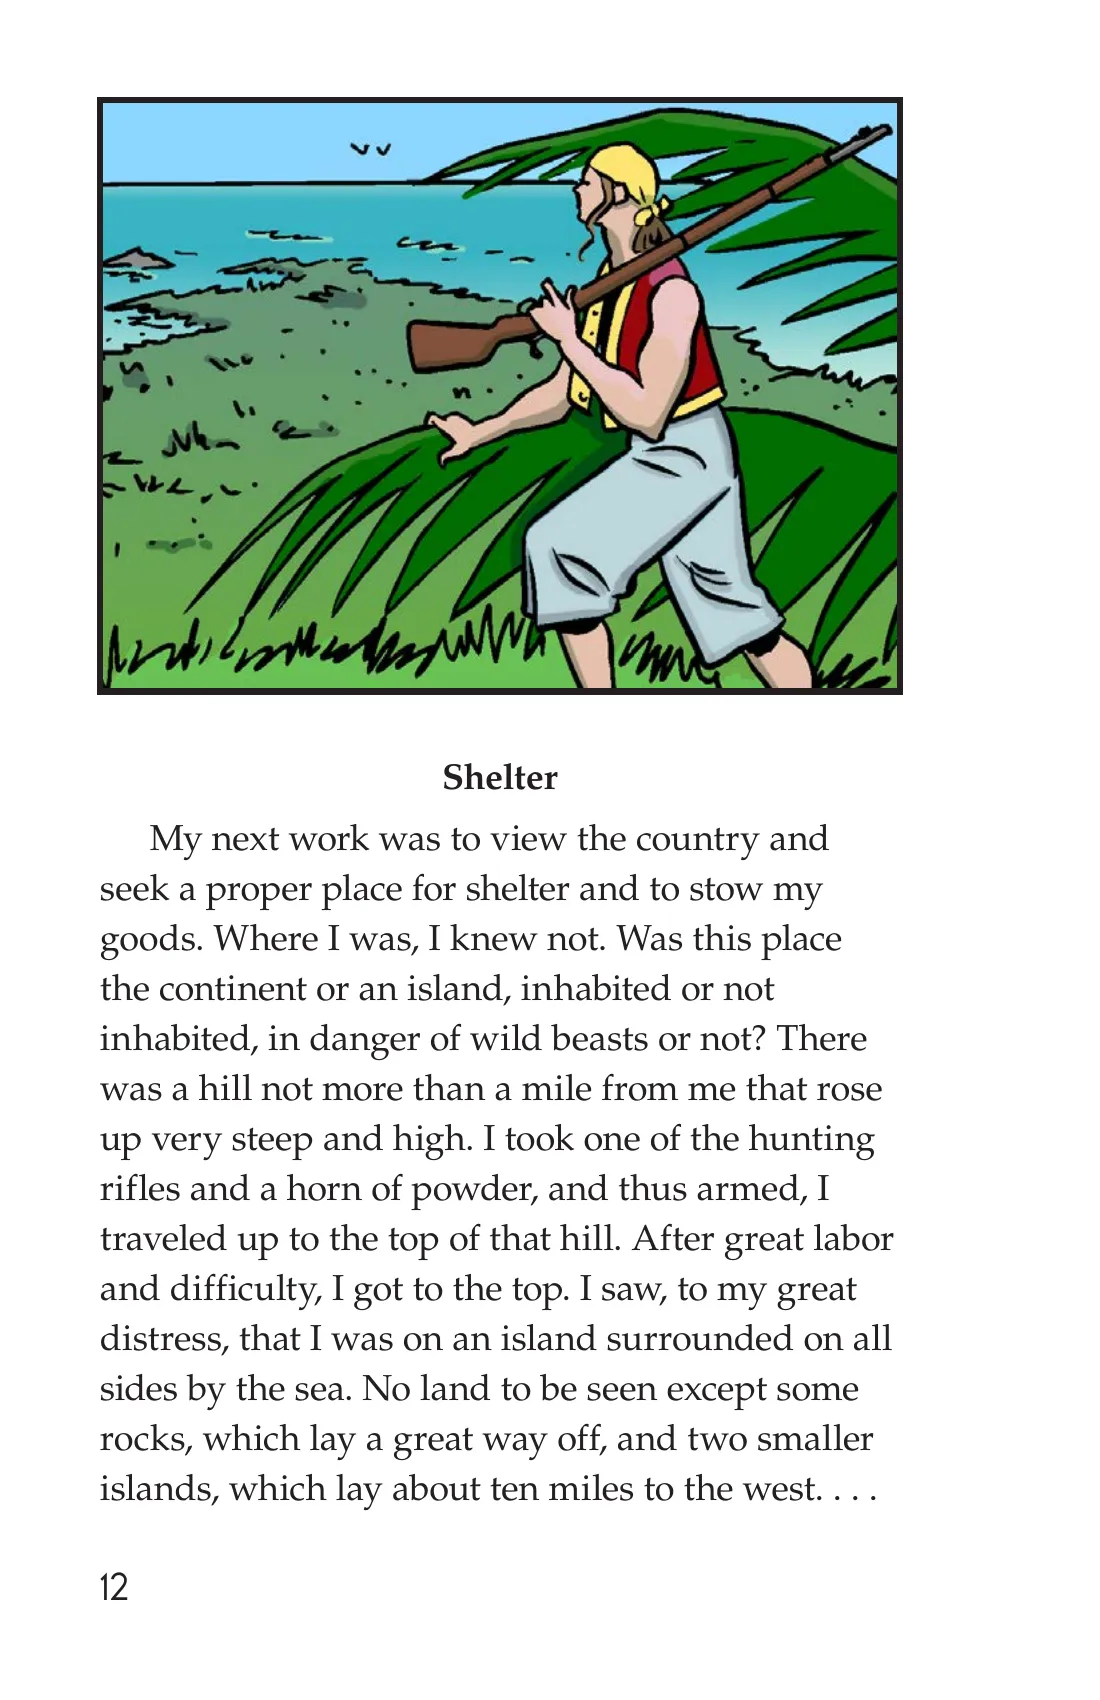 Shelter
My next work was to view the country and
seek a proper place for shelter and to stow my
goods. Where I was, I knew not. Was this place
the continent or an island, inhabited or not
inhabited, in danger of wild beasts or not? There
was a hill not more than a mile from me that rose
up very steep and high. I took one of the hunting
rifles and a horn of powder, and thus armed, I
traveled up to the top of that hill. After great labor
and difficulty, I got to the top. I saw, to my great
distress, that I was on an island surrounded on all
sides by the sea. No land to be seen except some
rocks, which lay a great way off, and two smaller
islands, which lay about ten miles to the west. . . .
12